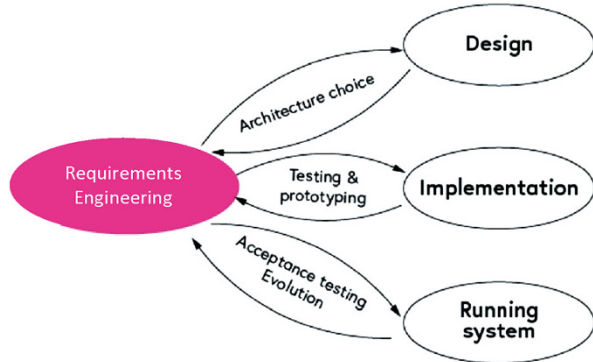 Design
Architecture choice
Requirements
Engineering
Testing &
prototyping
Implementation
Acceptance testing
Evolution
Running
system